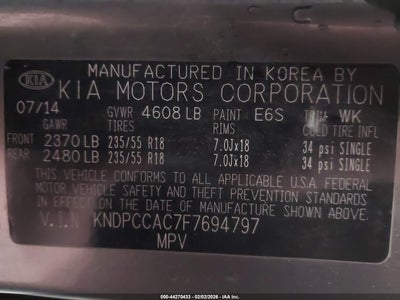 MANUFACTURED IN KOREA BY
KIA
KIA MOTORS CORPORATION
07/14 GVWR 4608 LB PAINT E6S WK
GAWR TIRES RIMS COLD TIRE INFL
FRONT 2370 LB 235/55 R18 7.0Jx18 34 psi SINGLE
REAR 2480 LB 235/55 R18 7.0Jx18 34 psi SINGLE
THIS VEHICLE CONFORMS TO ALL APPLICABLE U.S.A. FEDERAL
MOTOR VEHICLE SAFETY AND THEFT PREVENTION STANDARDS
IN EFFECT ON THE DATE OF MANUFACTURE SHOWN ABOVE.
V.I.N KNDPCCAC7F7694797
MPV
000-44270433 - 02/02/2026 - © IAA, Inc.